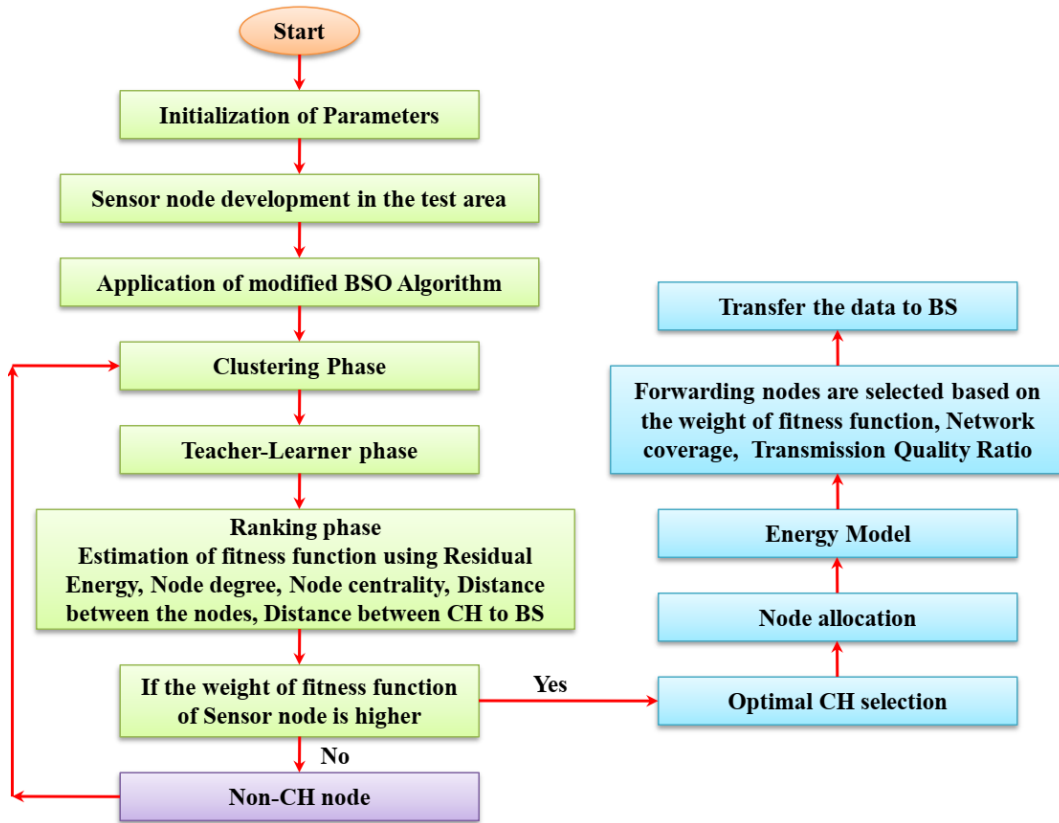 Start
Initialization of Parameters
Sensor node development in the test area
Application of modified BSO Algorithm
Clustering Phase
Teacher-Learner phase
Ranking phase
Estimation of fitness function using Residual
Energy, Node degree, Node centrality, Distance
between the nodes, Distance between CH to BS
If the weight of fitness function
of Sensor node is higher
Yes
No
Non-CH node
Transfer the data to BS
Forwarding nodes are selected based on
the weight of fitness function, Network
coverage, Transmission Quality Ratio
Energy Model
Node allocation
Optimal CH selection